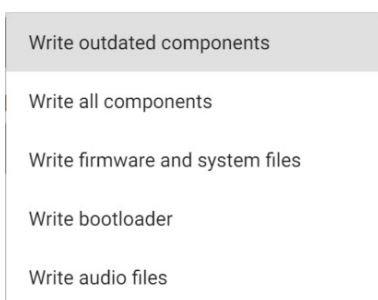 Write outdated components
Write all components
Write firmware and system files
Write bootloader
Write audio files